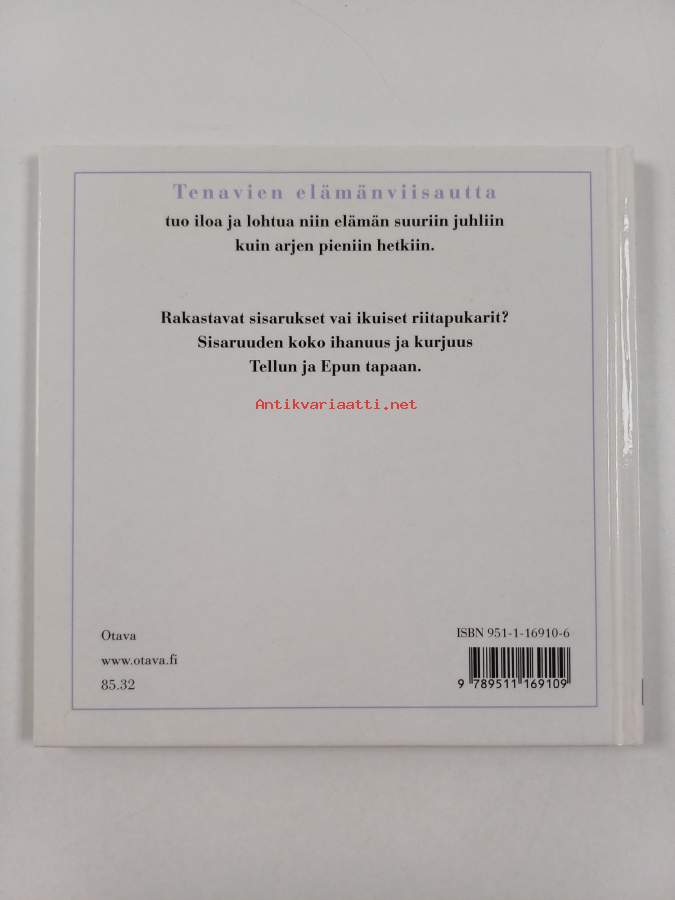 Tenavien elämänviisautta
tuo iloa ja lohtua niin elämän suuriin juhliin
kuin arjen pieniin hetkiin.
Rakastavat sisarukset vai ikuiset riitapukarit?
Sisaruuden koko ihanuus ja kurjuus
Tellun ja Epun tapaan.
Antikvariaatti.net
Otava
www.otava.fi
85.32
ISBN 951-1-16910-6
9 789511 169109